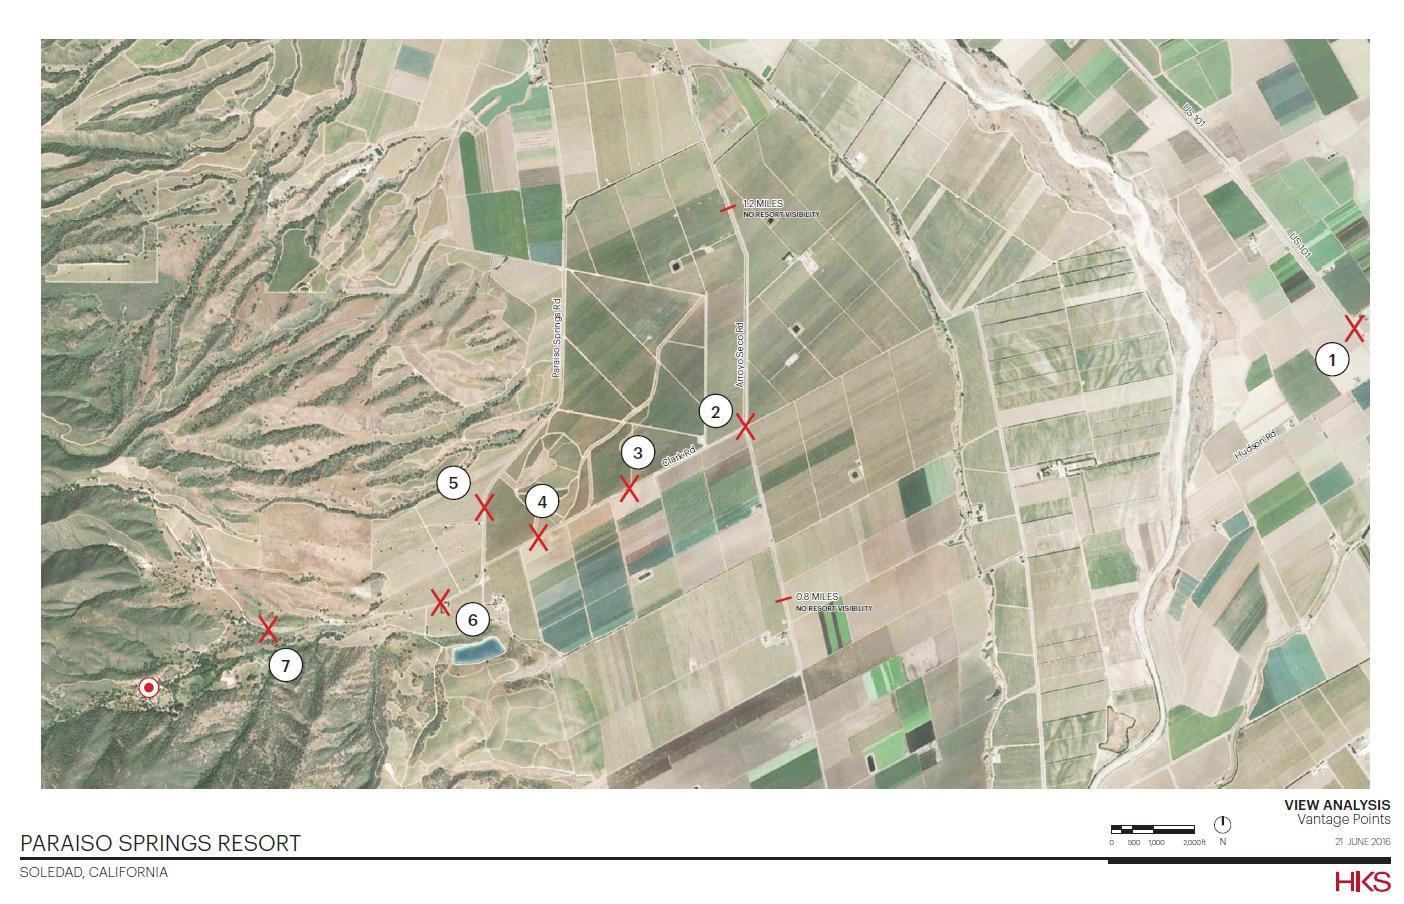 US 101
1.2 MILES
NO RESORT VISIBILITY
US 101
Paraiso Springs Rd
Arroyo Seco Rd
1
2
3
Clark Rd
Hudson Rd
5
4
0.8 MILES
NO RESORT VISIBILITY
6
7
VIEW ANALYSIS
Vantage Points
PARAISO SPRINGS RESORT
0 500 1,000 2,000ft
N
21 JUNE 2016
SOLEDAD, CALIFORNIA
HKS